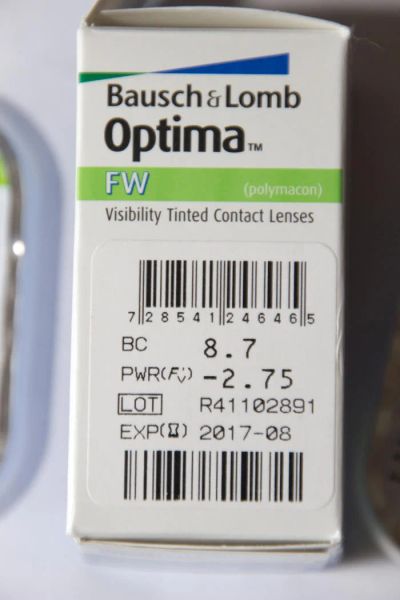 Bausch & Lomb
Optima™
FW (polymacon)
Visibility Tinted Contact Lenses
7 28541 24646 5
BC 8.7
PWR(Fv) -2.75
LOT R41102891
EXP(⌛) 2017-08